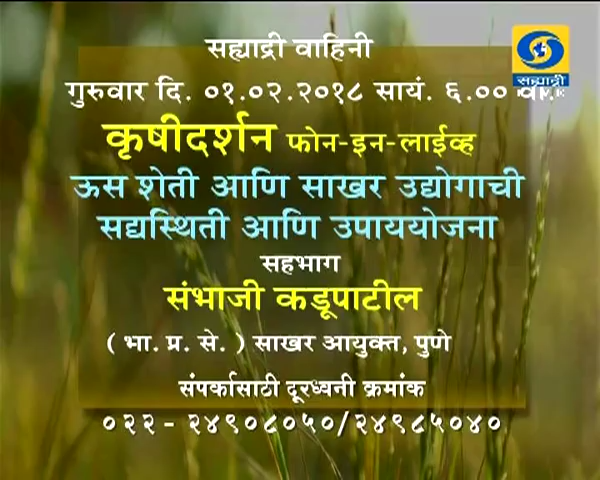 सह्याद्री वाहिनी
सह्याद्री
गुरुवार दि. ०१.०२.२०१८ सायं. ६.००
कृषीदर्शन फोन-इन-लाईव्ह
ऊस शेती आणि साखर उद्योगाची
सद्यस्थिती आणि उपाययोजना
सहभाग
संभाजी कडूपाटील
( भा. प्र. से. ) साखर आयुक्त, पुणे
संपर्कासाठी दूरध्वनी क्रमांक
०२२ - २४९०८०५०/२४९८५०४०